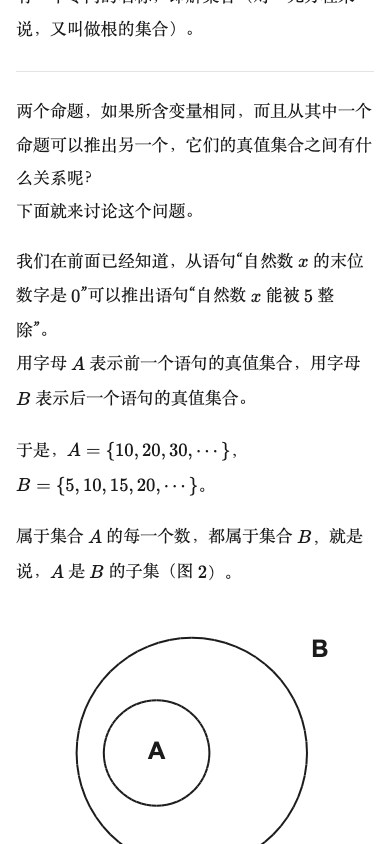 说，又叫做根的集合）。
两个命题，如果所含变量相同，而且从其中一个
命题可以推出另一个，它们的真值集合之间有什
么关系呢？
下面就来讨论这个问题。
我们在前面已经知道，从语句“自然数 x 的末位
数字是 0”可以推出语句“自然数 x 能被 5 整
除”。
用字母 A 表示前一个语句的真值集合，用字母
B 表示后一个语句的真值集合。
于是，A = {10, 20, 30, ⋯}，
B = {5, 10, 15, 20, ⋯}。
属于集合 A 的每一个数，都属于集合 B，就是
说，A 是 B 的子集（图 2）。
B
A